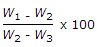 W₁ - W₂
W₂ - W₃
x 100